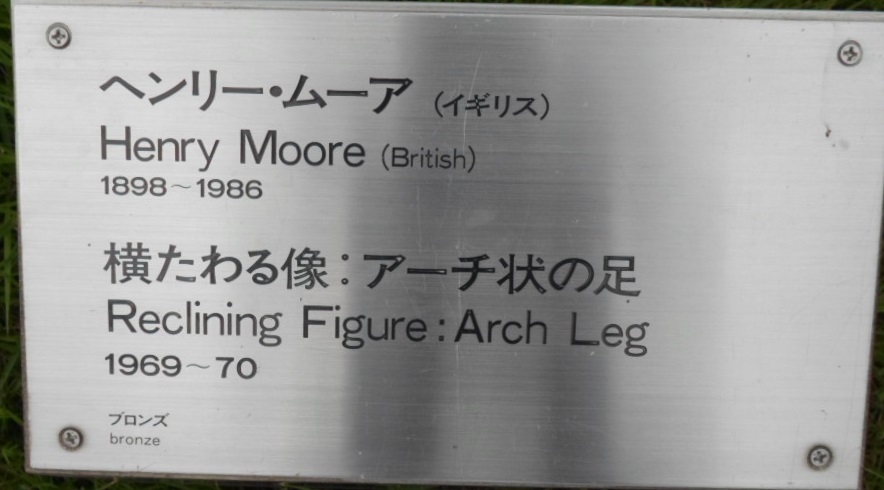 ヘンリー・ムーア (イギリス)
Henry Moore (British)
1898～1986
横たわる像：アーチ状の足
Reclining Figure : Arch Leg
1969～70
ブロンズ
bronze